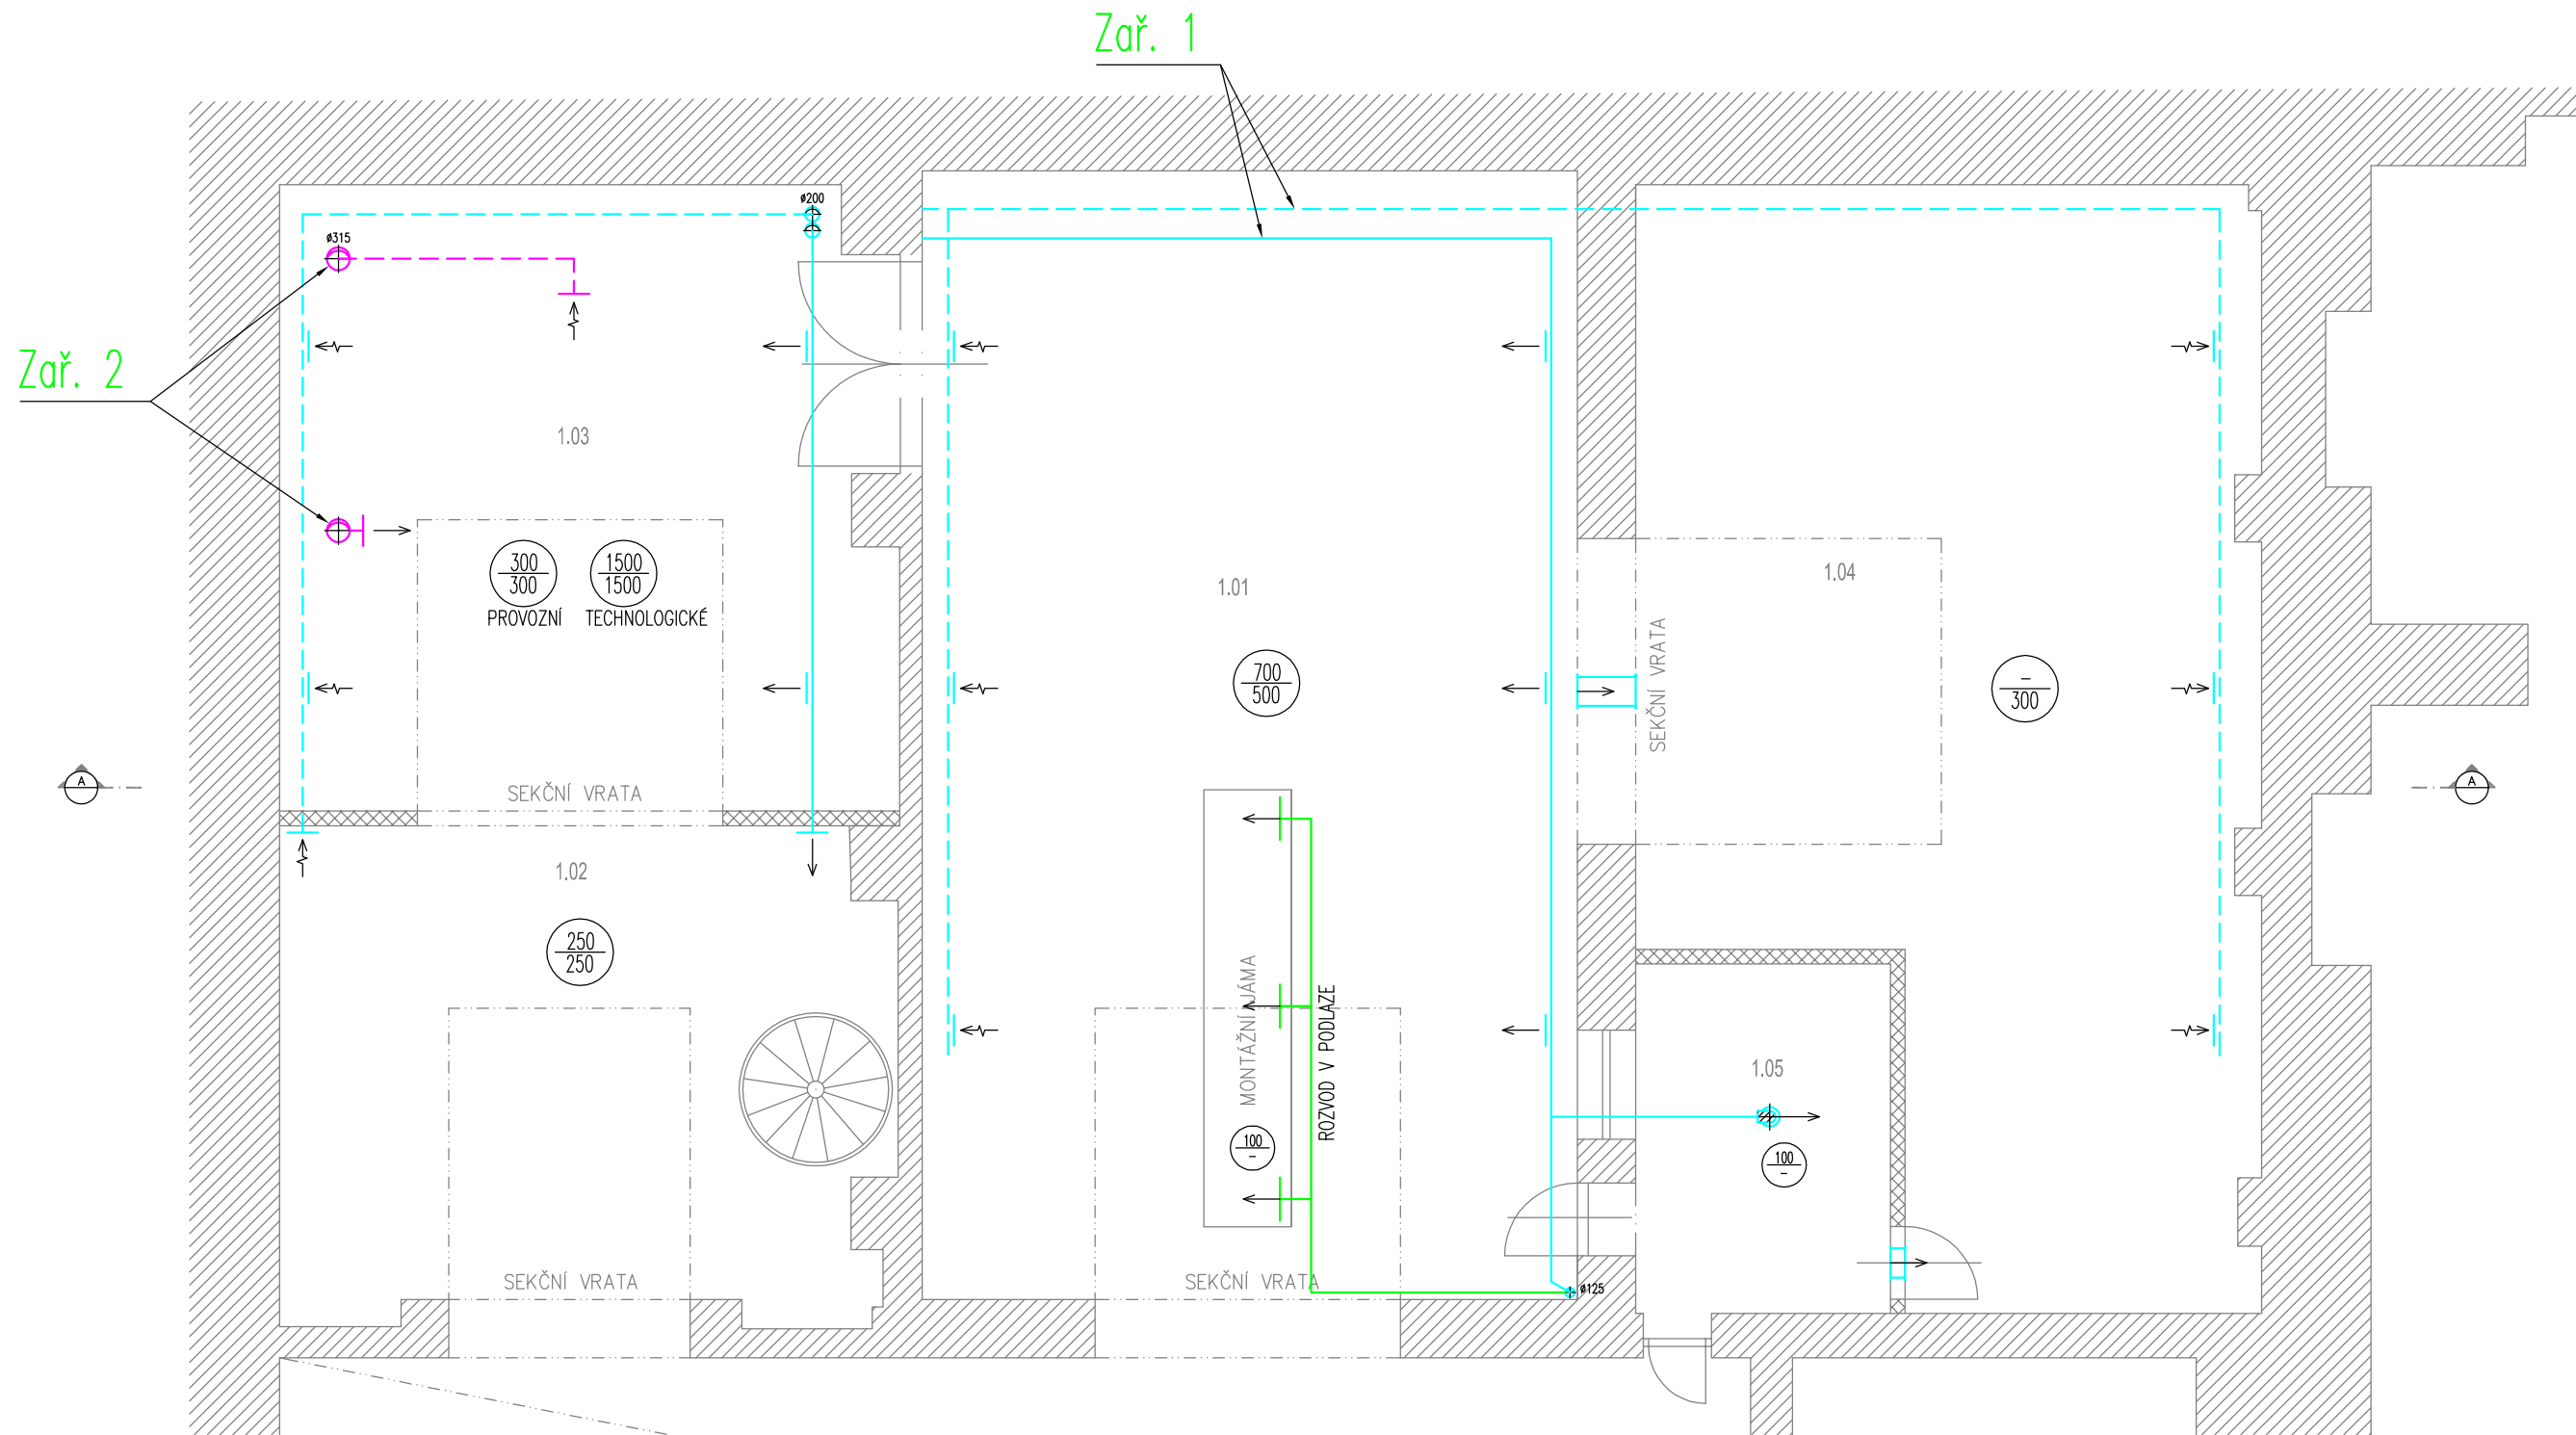 Zař. 1
ø200
ø315
Zař. 2
1.03
300
300
PROVOZNÍ
1500
1500
TECHNOLOGICKÉ
1.01
1.04
SEKČNÍ VRATA
700
500
–
300
A
A
SEKČNÍ VRATA
1.02
250
250
MONTÁŽNÍ JÁMA
ROZVOD V PODLAZE
1.05
100
–
100
–
SEKČNÍ VRATA
SEKČNÍ VRATA
ø125